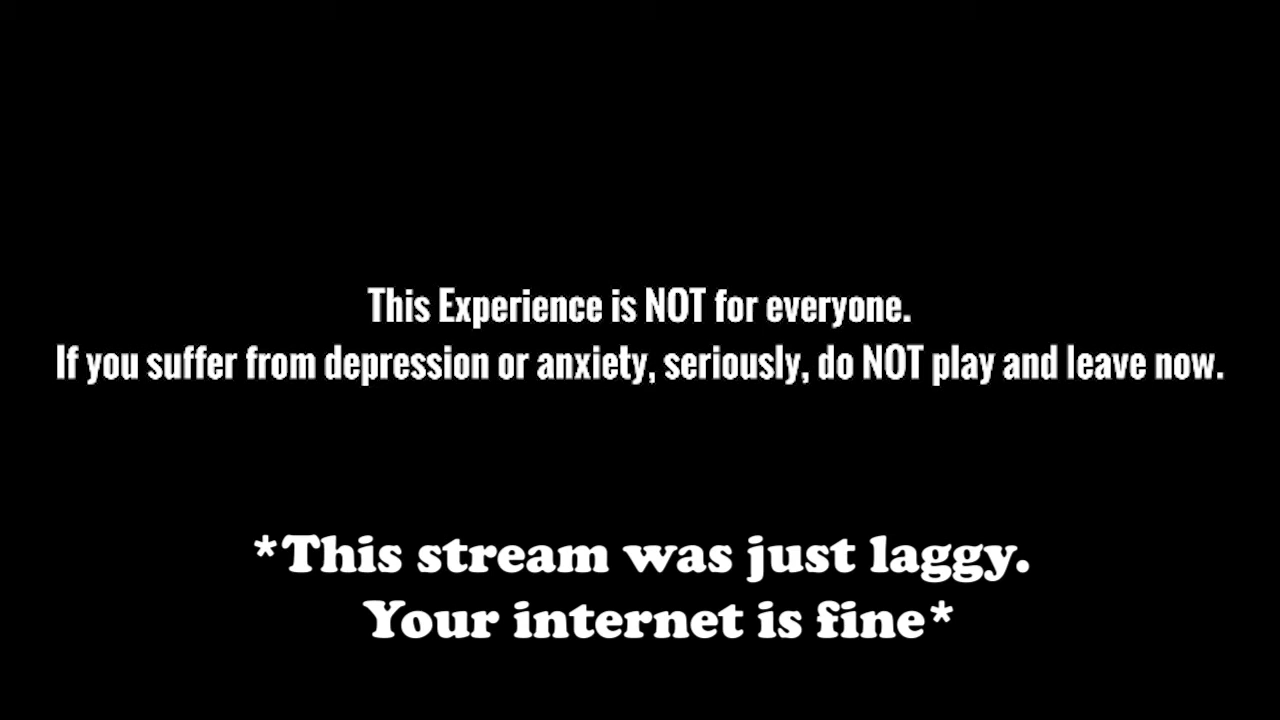 This Experience is NOT for everyone.
If you suffer from depression or anxiety, seriously, do NOT play and leave now.
*This stream was just laggy.
Your internet is fine*